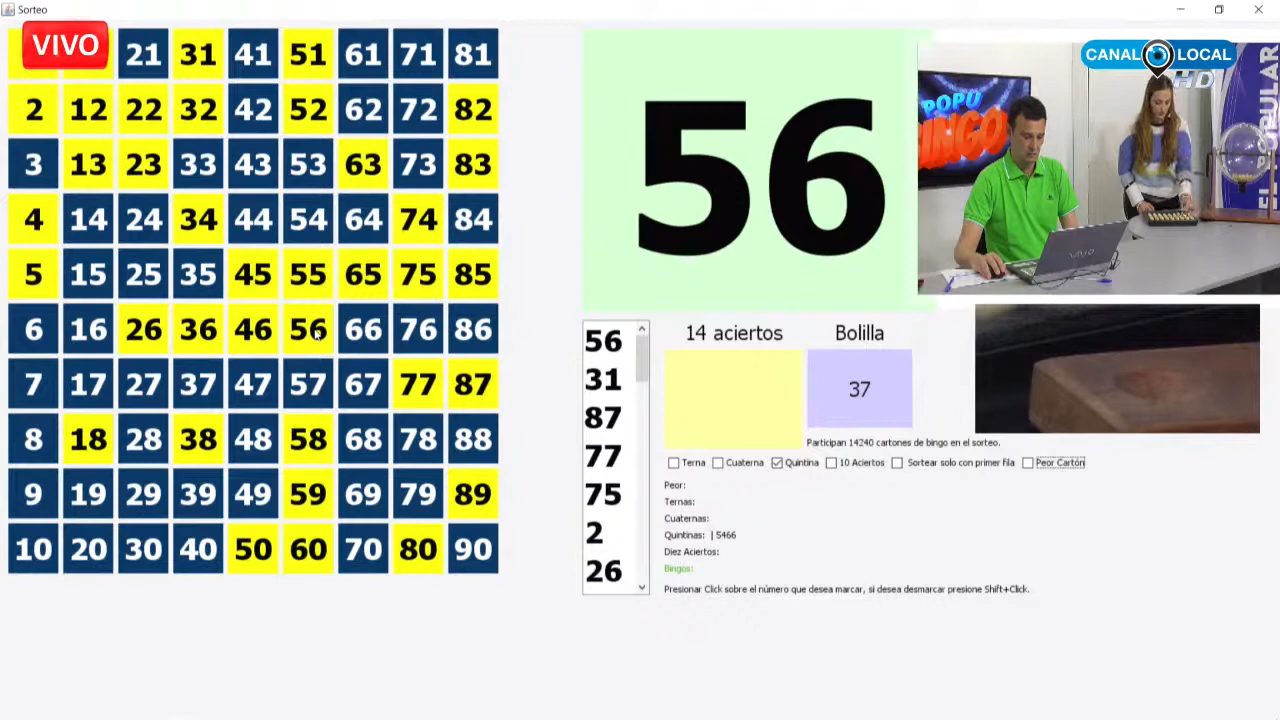 Sorteo
VIVO
21 31 41 51 61 71 81
2 12 22 32 42 52 62 72 82
3 13 23 33 43 53 63 73 83
4 14 24 34 44 54 64 74 84
5 15 25 35 45 55 65 75 85
6 16 26 36 46 56 66 76 86
7 17 27 37 47 57 67 77 87
8 18 28 38 48 58 68 78 88
9 19 29 39 49 59 69 79 89
10 20 30 40 50 60 70 80 90
56
CANAL LOCAL
HD
POPU
BINGO
EL POPULAR
VAIO
56
31
87
77
75
2
26
14 aciertos
Bolilla
37
Participan 14240 cartones de bingo en el sorteo.
Terna Cuaterna Quintina 10 Aciertos Sortear solo con primer fila Peor Cartón
Peor:
Ternas:
Cuaternas:
Quintinas: | 5466
Diez Aciertos:
Bingos:
Presionar Click sobre el número que desea marcar, si desea desmarcar presione Shift+Click.